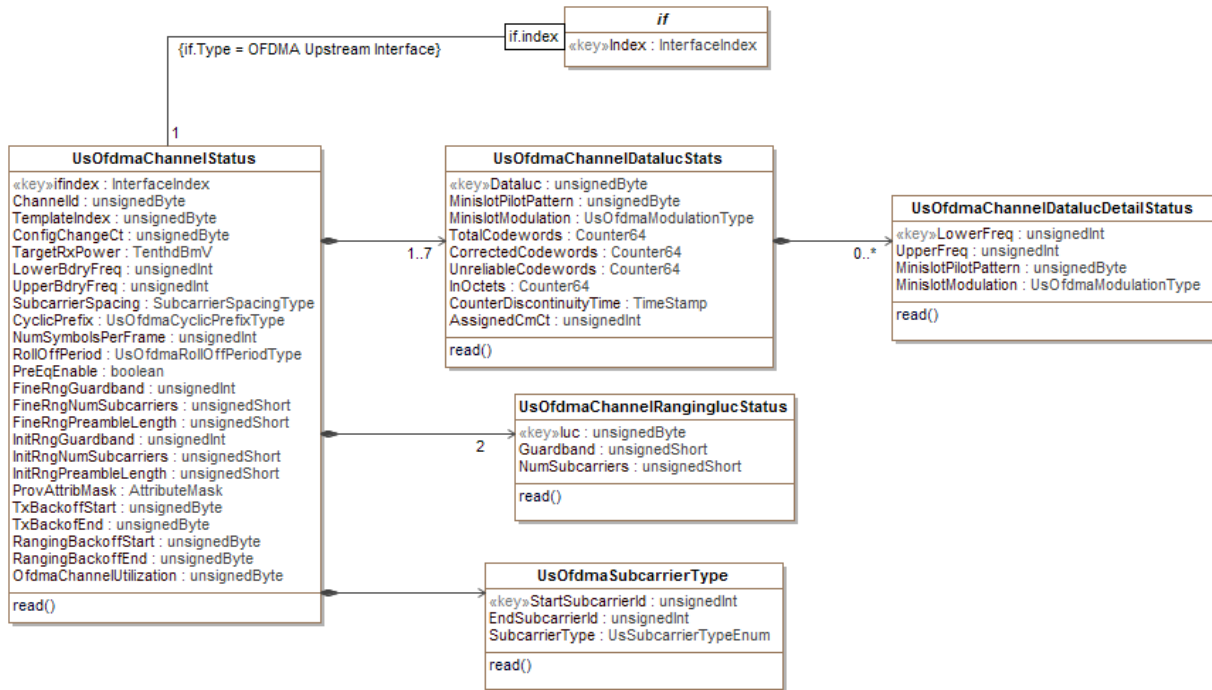 if
«key»Index : InterfaceIndex
if.index
{if.Type = OFDMA Upstream Interface}
1
UsOfdmaChannelStatus
«key»ifindex : InterfaceIndex
ChannelId : unsignedByte
TemplateIndex : unsignedByte
ConfigChangeCt : unsignedByte
TargetRxPower : TenthdBmV
LowerBdryFreq : unsignedInt
UpperBdryFreq : unsignedInt
SubcarrierSpacing : SubcarrierSpacingType
CyclicPrefix : UsOfdmaCyclicPrefixType
NumSymbolsPerFrame : unsignedInt
RollOffPeriod : UsOfdmaRollOffPeriodType
PreEqEnable : boolean
FineRngGuardband : unsignedInt
FineRngNumSubcarriers : unsignedShort
FineRngPreambleLength : unsignedShort
InitRngGuardband : unsignedInt
InitRngNumSubcarriers : unsignedShort
InitRngPreambleLength : unsignedShort
ProvAttribMask : AttributeMask
TxBackoffStart : unsignedByte
TxBackofEnd : unsignedByte
RangingBackoffStart : unsignedByte
RangingBackoffEnd : unsignedByte
OfdmaChannelUtilization : unsignedByte
read()
1..7
UsOfdmaChannelDataIucStats
«key»DataIuc : unsignedByte
MinislotPilotPattern : unsignedByte
MinislotModulation : UsOfdmaModulationType
TotalCodewords : Counter64
CorrectedCodewords : Counter64
UnreliableCodewords : Counter64
InOctets : Counter64
CounterDiscontinuityTime : TimeStamp
AssignedCmCt : unsignedInt
read()
0..*
UsOfdmaChannelDataIucDetailStatus
«key»LowerFreq : unsignedInt
UpperFreq : unsignedInt
MinislotPilotPattern : unsignedByte
MinislotModulation : UsOfdmaModulationType
read()
2
UsOfdmaChannelRangingIucStatus
«key»Iuc : unsignedByte
Guardband : unsignedShort
NumSubcarriers : unsignedShort
read()
UsOfdmaSubcarrierType
«key»StartSubcarrierId : unsignedInt
EndSubcarrierId : unsignedInt
SubcarrierType : UsSubcarrierTypeEnum
read()